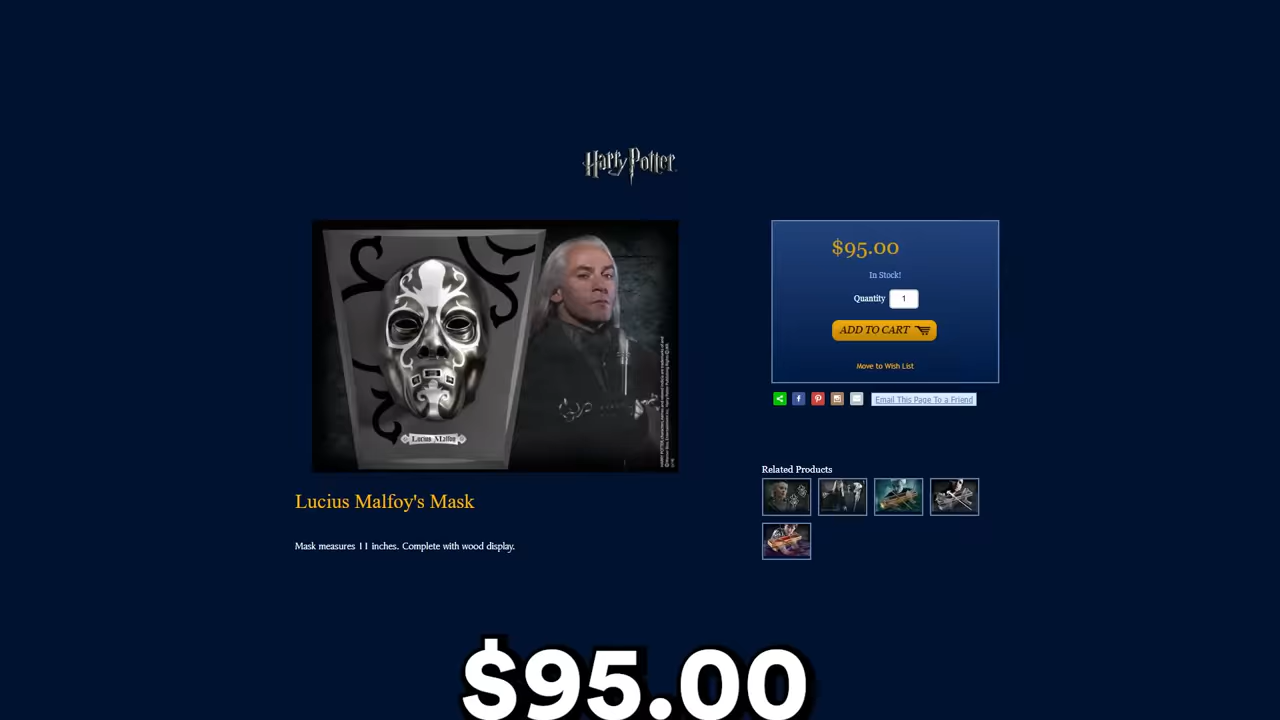 Harry Potter
Lucius Malfoy
$95.00
In Stock!
Quantity 1
ADD TO CART
Move to Wish List
Email This Page To a Friend
Related Products
Lucius Malfoy's Mask
Mask measures 11 inches. Complete with wood display.
$95.00